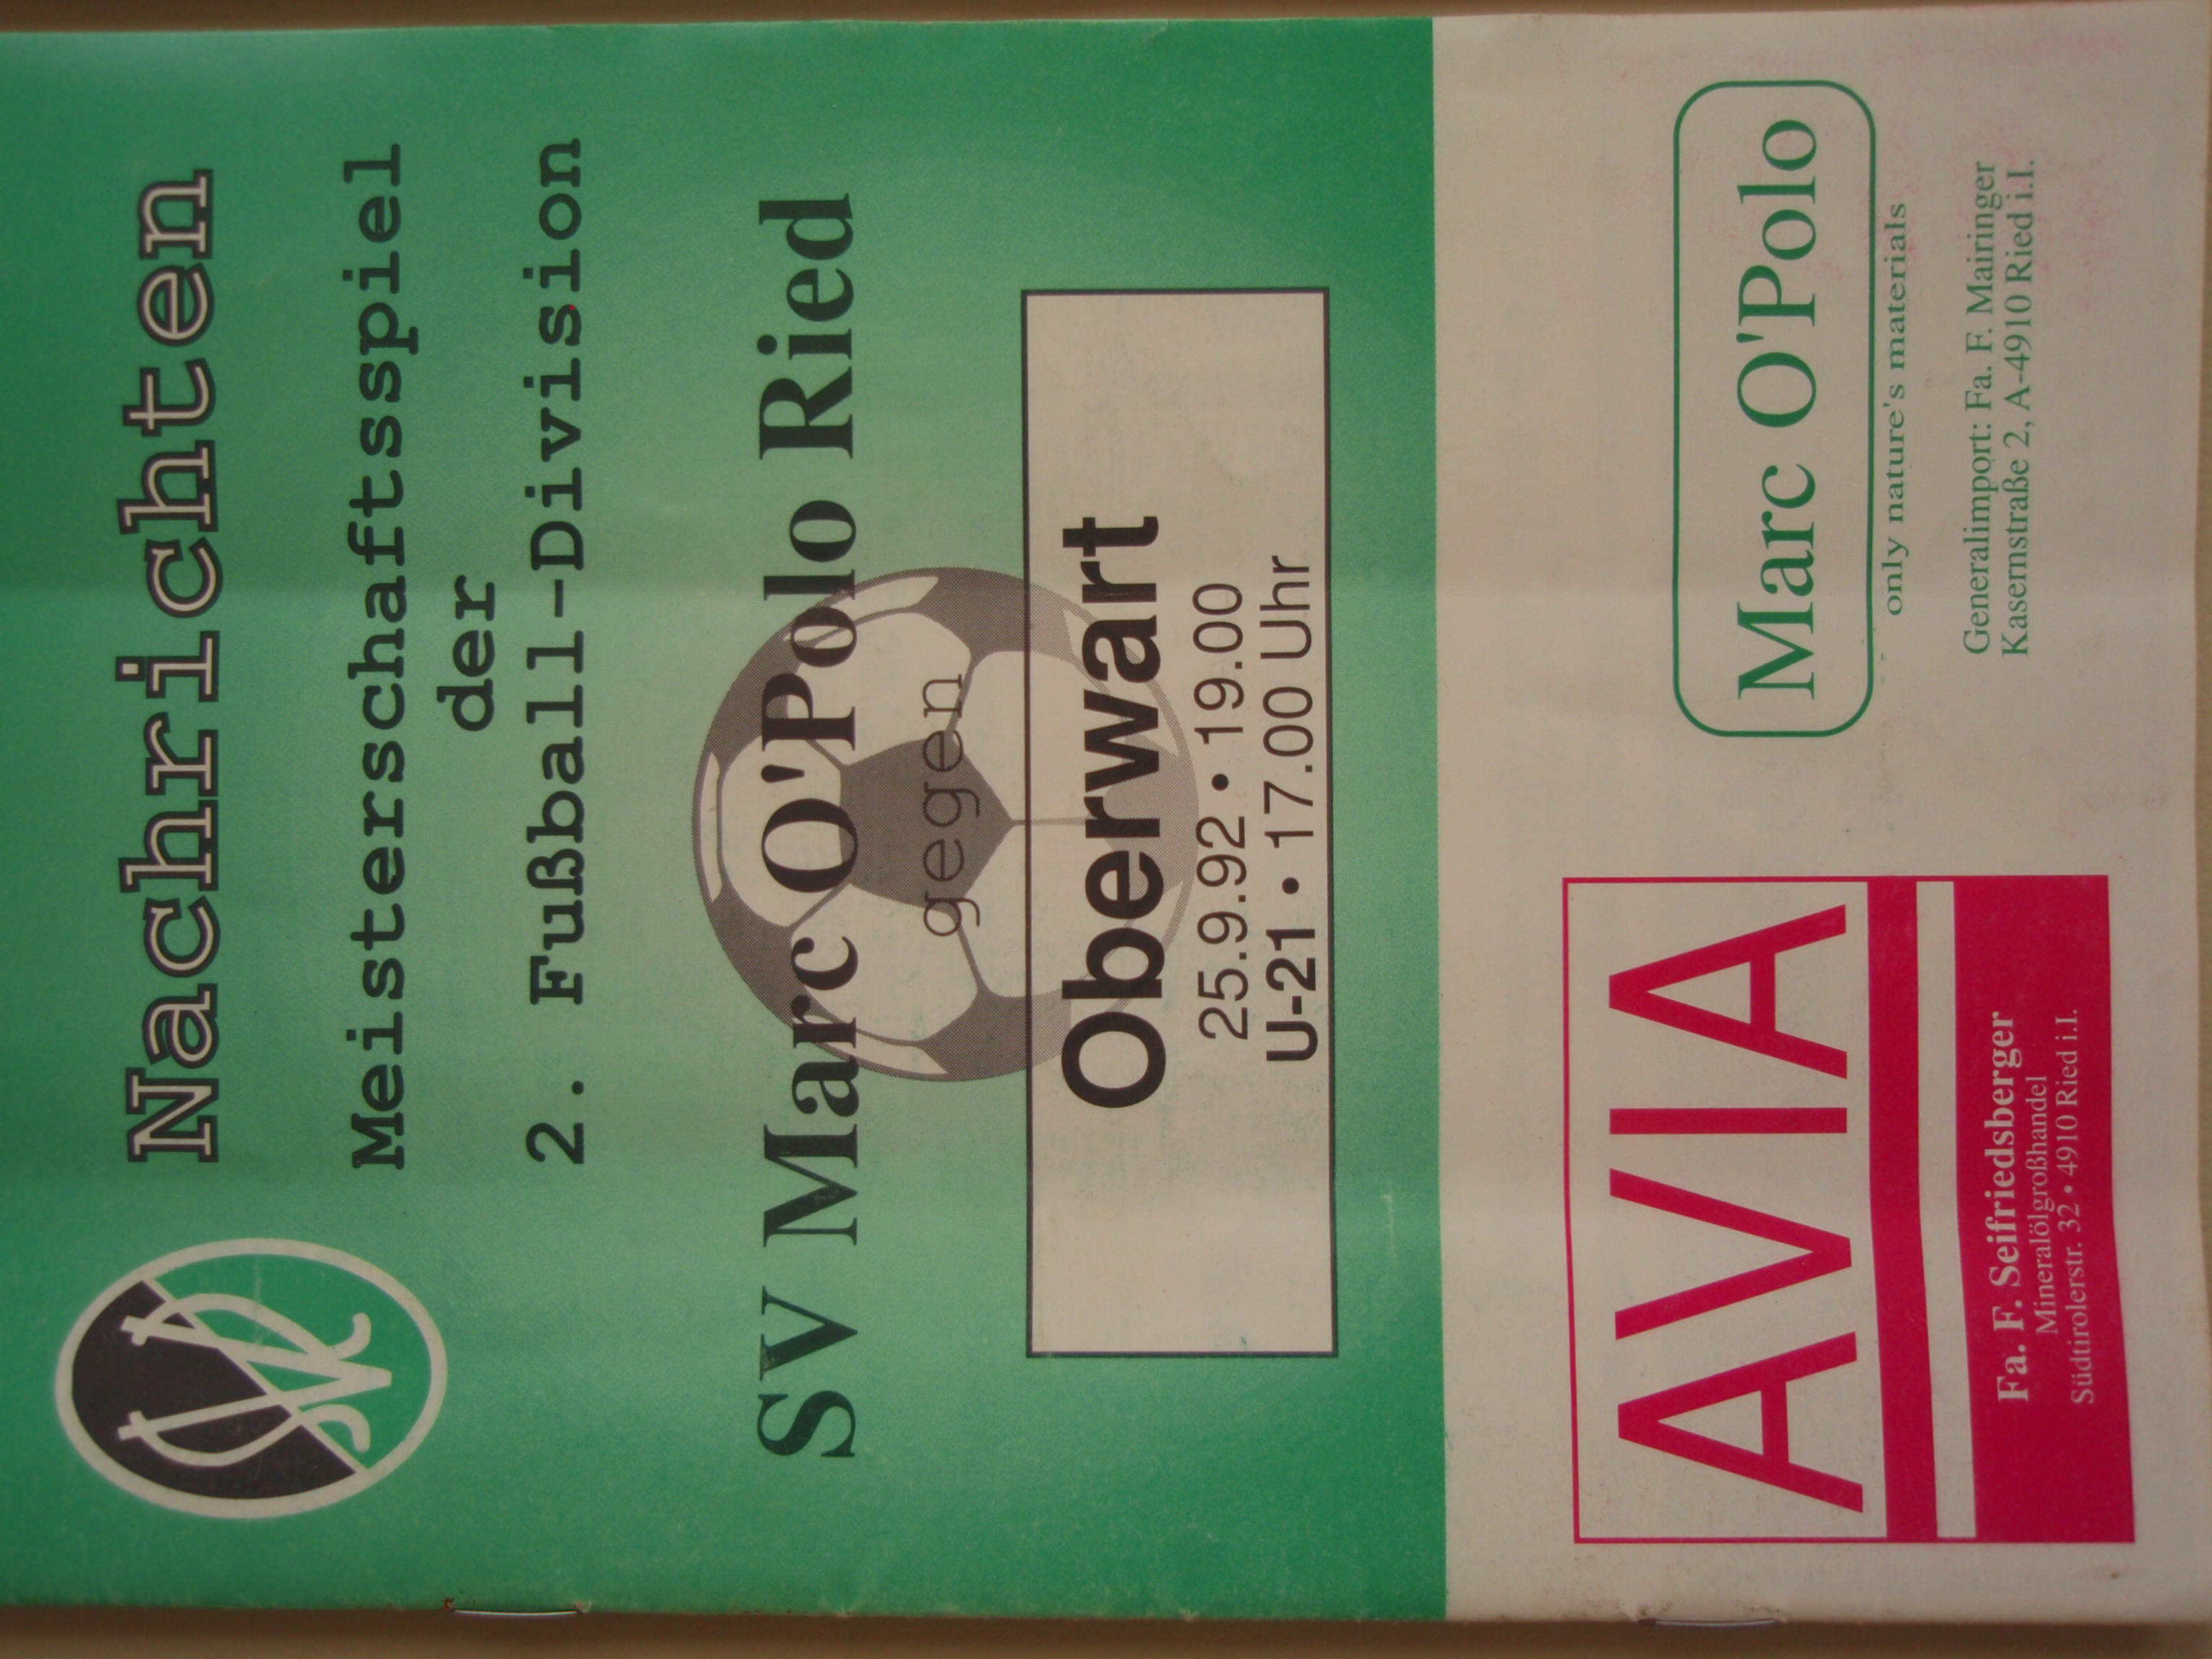 Nachrichten
Meisterschaftsspiel
der
2. Fußball-Division
SV Marc O'Polo Ried
gegen
Oberwart
25.9.92 • 19.00
U-21 • 17.00 Uhr
AVIA
Fa. F. Seifriedsberger
Mineralölgroßhandel
Südtirolerstr. 32 • 4910 Ried i.I.
Marc O'Polo
only nature's materials
Generalimport: Fa. F. Mairinger
Kasernstraße 2, A-4910 Ried i.I.